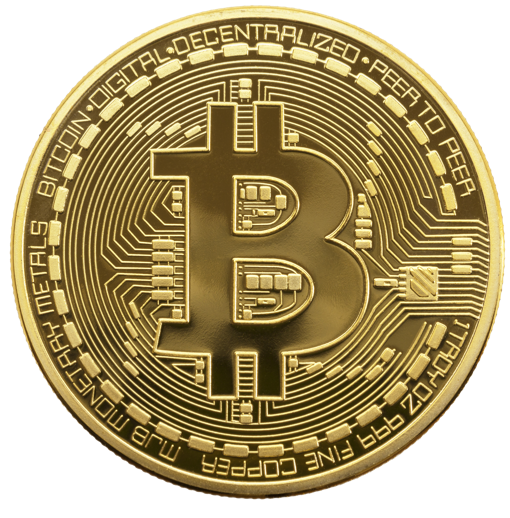 BITCOIN • DIGITAL • DECENTRALIZED • PEER TO PEER
1 TROY OZ 999 FINE COPPER MJB MONETARY METALS